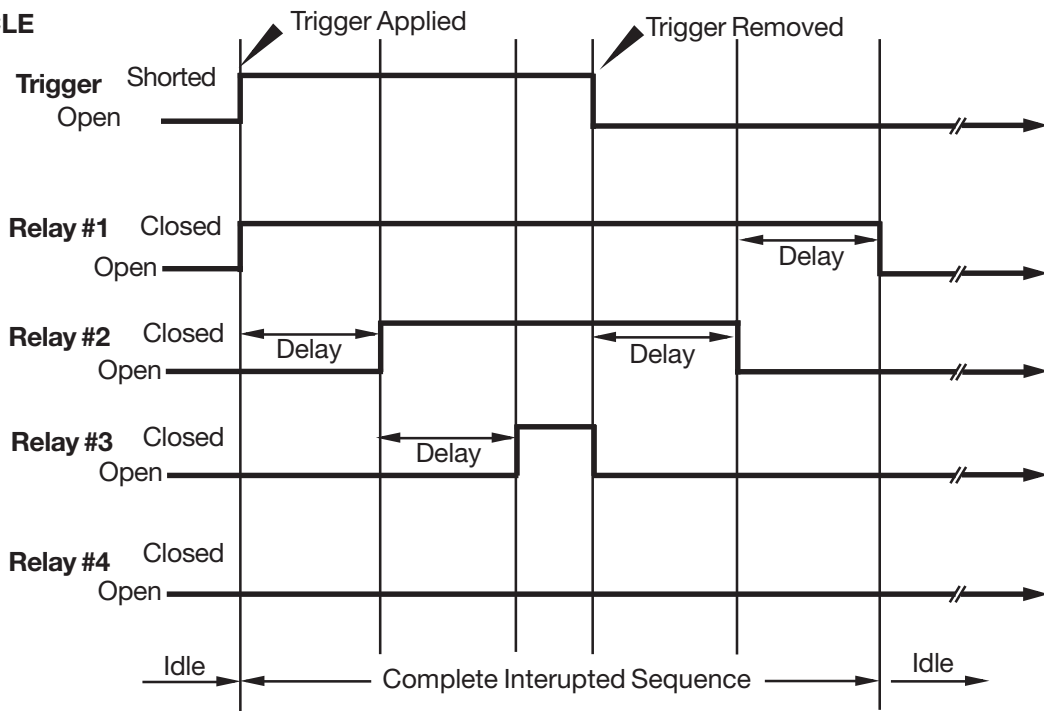 Trigger Applied
Trigger Removed
Trigger Shorted
Open
Relay #1 Closed
Open
Delay
Relay #2 Closed
Open
Delay
Delay
Relay #3 Closed
Open
Delay
Relay #4 Closed
Open
Idle
Complete Interupted Sequence
Idle